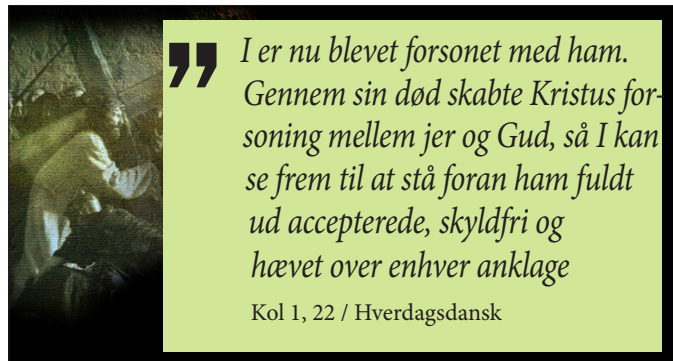 ” I er nu blevet forsonet med ham.
Gennem sin død skabte Kristus for-
soning mellem jer og Gud, så I kan
se frem til at stå foran ham fuldt
ud accepterede, skyldfri og
hævet over enhver anklage
Kol 1, 22 / Hverdagsdansk